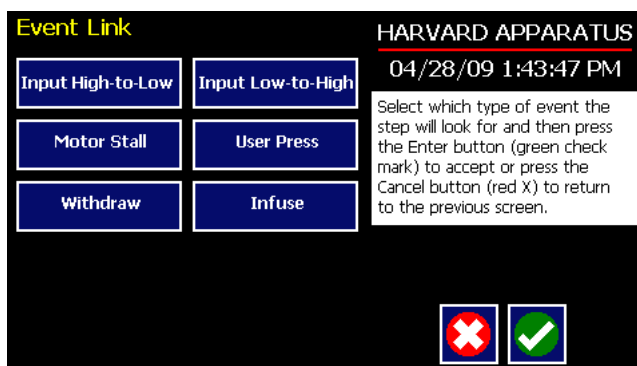 Event Link
HARVARD APPARATUS
04/28/09 1:43:47 PM
Input High-to-Low
Input Low-to-High
Motor Stall
User Press
Withdraw
Infuse
Select which type of event the
step will look for and then press
the Enter button (green check
mark) to accept or press the
Cancel button (red X) to return
to the previous screen.